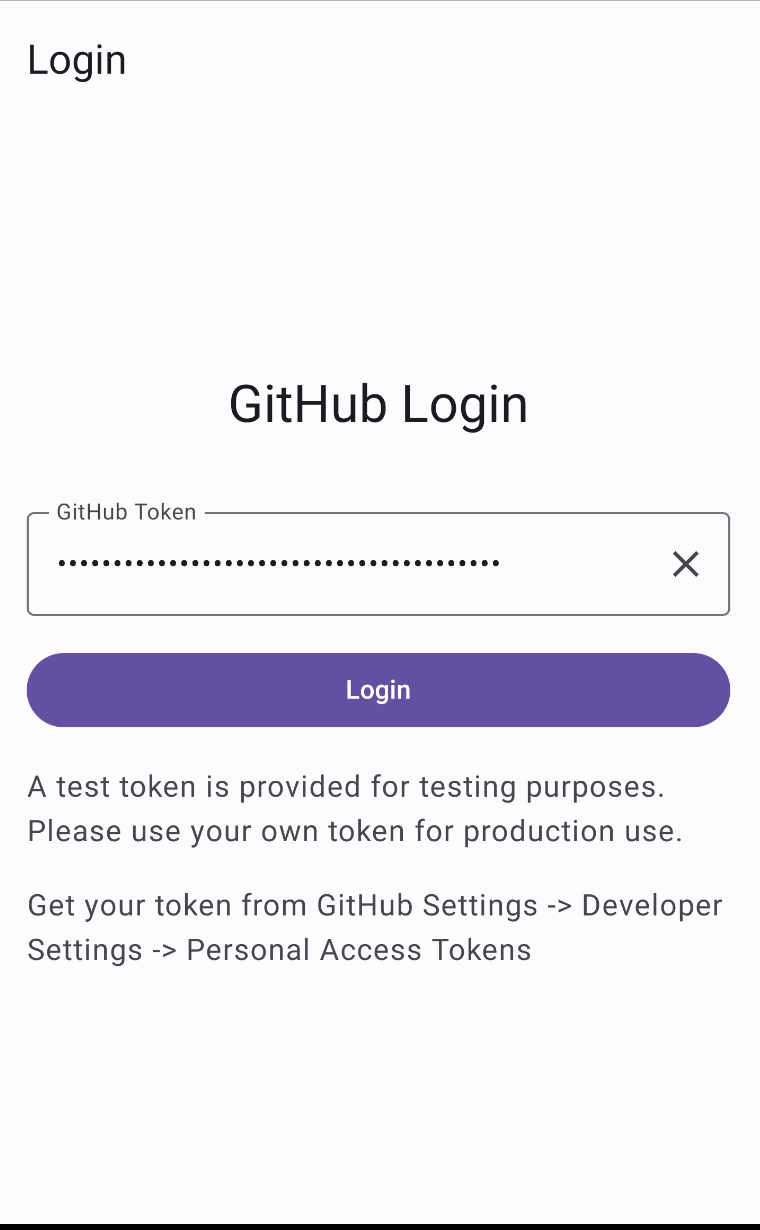 Login
GitHub Login
GitHub Token
••••••••••••••••••••••••••••••••••••••••
Login
A test token is provided for testing purposes.
Please use your own token for production use.
Get your token from GitHub Settings -> Developer
Settings -> Personal Access Tokens